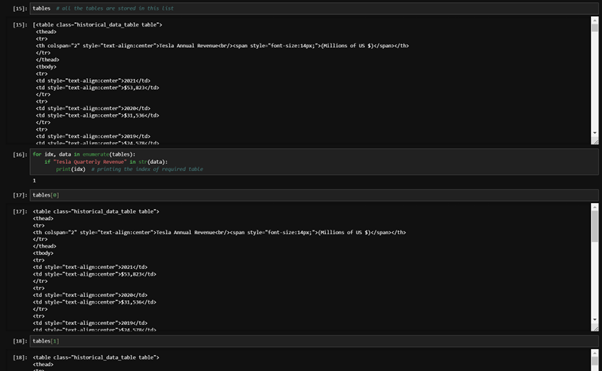 [15]: tables # all the tables are stored in this list
[15]: [<table class="historical_data_table table">
<thead>
<tr>
<th colspan="2" style="text-align:center">Tesla Annual Revenue<br/><span style="font-size:14px;">(Millions of US $)</span></th>
</tr>
</thead>
<tbody>
<tr>
<td style="text-align:center">2021</td>
<td style="text-align:center">$53,823</td>
</tr>
<tr>
<td style="text-align:center">2020</td>
<td style="text-align:center">$31,536</td>
</tr>
<tr>
<td style="text-align:center">2019</td>
<td style="text-align:center">$24,578</td>
[16]: for idx, data in enumerate(tables):
if "Tesla Quarterly Revenue" in str(data):
print(idx) # printing the index of required table
1
[17]: tables[0]
[17]: <table class="historical_data_table table">
<thead>
<tr>
<th colspan="2" style="text-align:center">Tesla Annual Revenue<br/><span style="font-size:14px;">(Millions of US $)</span></th>
</tr>
</thead>
<tbody>
<tr>
<td style="text-align:center">2021</td>
<td style="text-align:center">$53,823</td>
</tr>
<tr>
<td style="text-align:center">2020</td>
<td style="text-align:center">$31,536</td>
</tr>
<tr>
<td style="text-align:center">2019</td>
<td style="text-align:center">$24,578</td>
[18]: tables[1]
[18]: <table class="historical_data_table table">
<thead>
<tr>